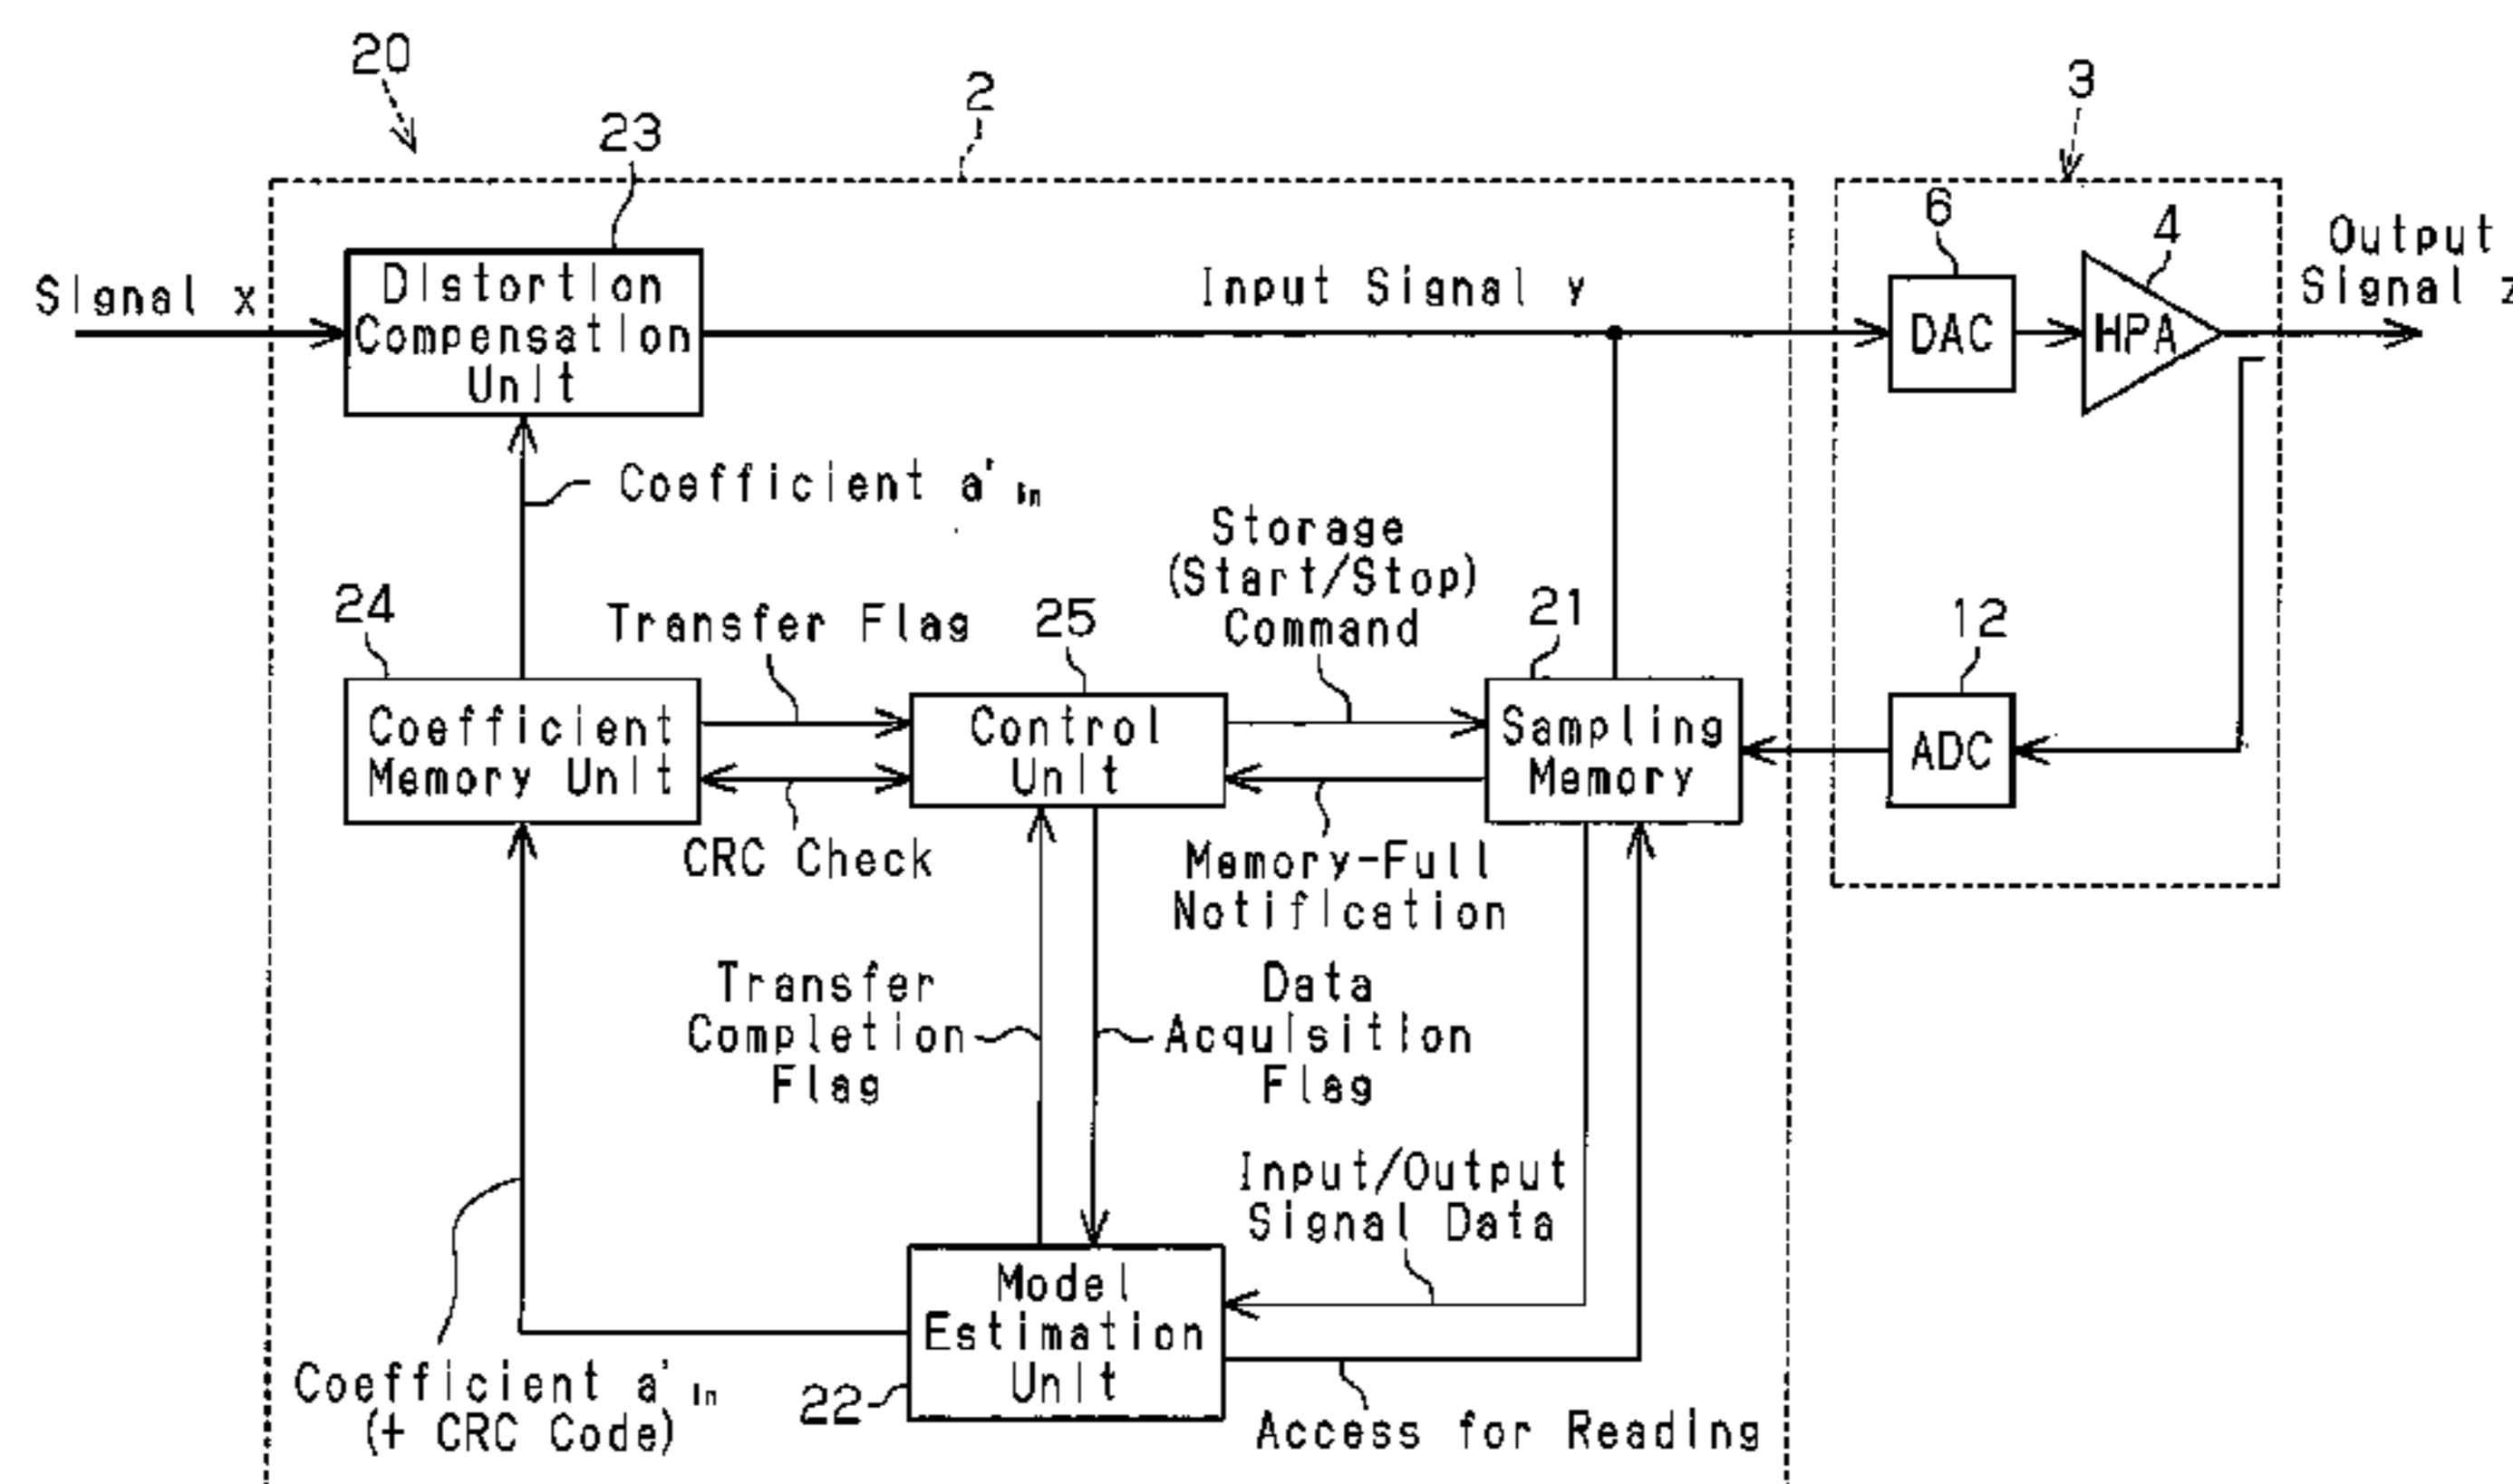 20
2
3
23
6
4
Output
Signal z
Signal x
Distortion
Compensation
Unit
Input Signal y
DAC
HPA
Coefficient a'in
Storage
(Start/Stop)
Command
24
Transfer Flag
25
21
12
Coefficient
Memory Unit
Control
Unit
Sampling
Memory
ADC
CRC Check
Memory-Full
Notification
Transfer
Completion
Flag
Data
Acquisition
Flag
Input/Output
Signal Data
Model
Estimation
Unit
22
Coefficient a'in
(+ CRC Code)
Access for Reading